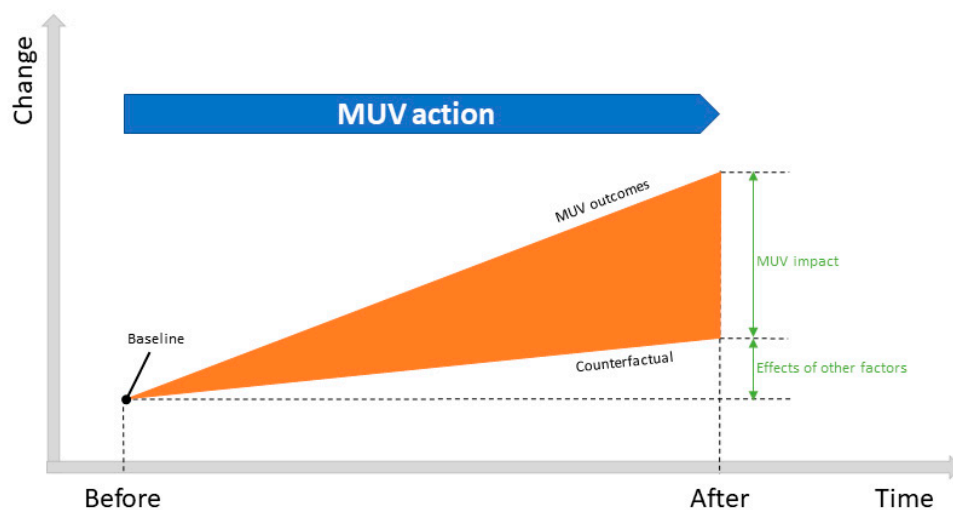 Change
MUV action
MUV outcomes
MUV impact
Baseline
Counterfactual
Effects of other factors
Before
After
Time